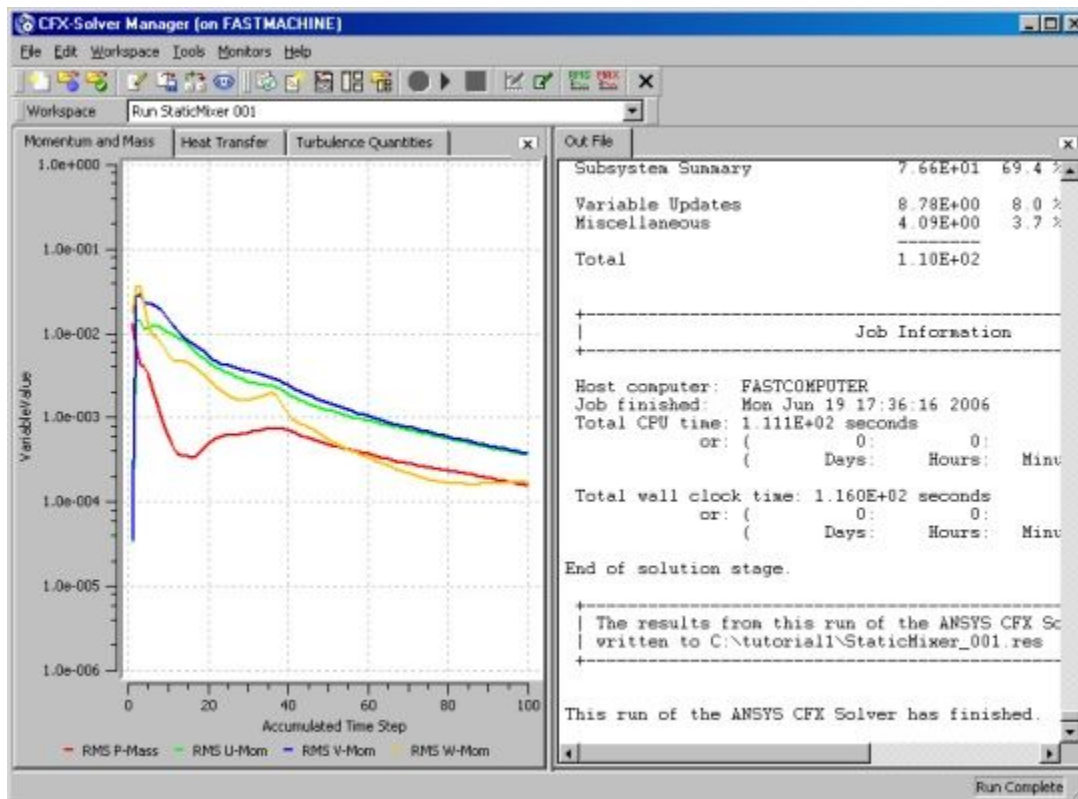 CFX-Solver Manager (on FASTMACHINE)
File Edit Workspace Tools Monitors Help
RMS MAX
Workspace Run StaticMixer 001
Momentum and Mass Heat Transfer Turbulence Quantities
1.0e+000
1.0e-001
1.0e-002
1.0e-003
1.0e-004
1.0e-005
1.0e-006
Variable Value
0 20 40 60 80 100
Accumulated Time Step
RMS P-Mass RMS U-Mom RMS V-Mom RMS W-Mom
Out File
Subsystem Summary 7.66E+01 69.4 %
Variable Updates 8.78E+00 8.0 %
Miscellaneous 4.09E+00 3.7 %
--------
Total 1.10E+02
+--------------------------------------------------
| Job Information
+--------------------------------------------------
Host computer: FASTCOMPUTER
Job finished: Mon Jun 19 17:36:16 2006
Total CPU time: 1.111E+02 seconds
or: ( 0: 0:
( Days: Hours: Minu
Total wall clock time: 1.160E+02 seconds
or: ( 0: 0:
( Days: Hours: Minu
End of solution stage.
+--------------------------------------------------
| The results from this run of the ANSYS CFX So
| written to C:\tutorial1\StaticMixer_001.res
+--------------------------------------------------
This run of the ANSYS CFX Solver has finished.
Run Complete